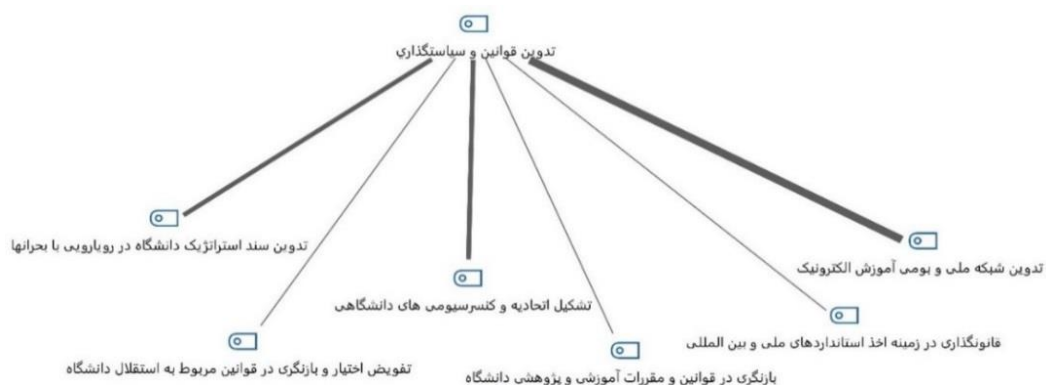 تدوین قوانین و سیاستگذاري
تدوین سند استراتژیک دانشگاه در رویارویی با بحرانها
تدوین شبکه ملی و بومی آموزش الکترونیک
تشکیل اتحادیه و کنسرسیومی های دانشگاهی
قانونگذاری در زمینه اخذ استانداردهای ملی و بین المللی
تفویض اختیار و بازنگری در قوانین مربوط به استقلال دانشگاه
بازنگری در قوانین و مقررات آموزشی و پژوهشی دانشگاه